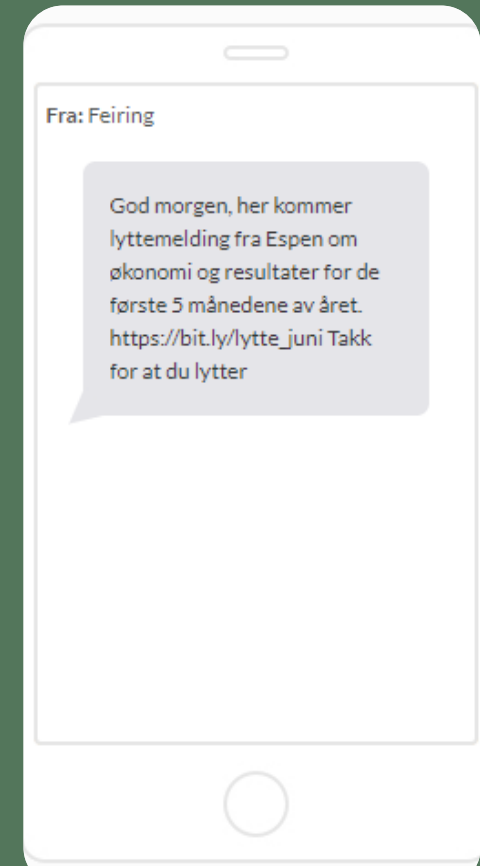 Fra: Feiring
God morgen, her kommer
lyttemelding fra Espen om
økonomi og resultater for de
første 5 månedene av året.
https://bit.ly/lytte_juni Takk
for at du lytter